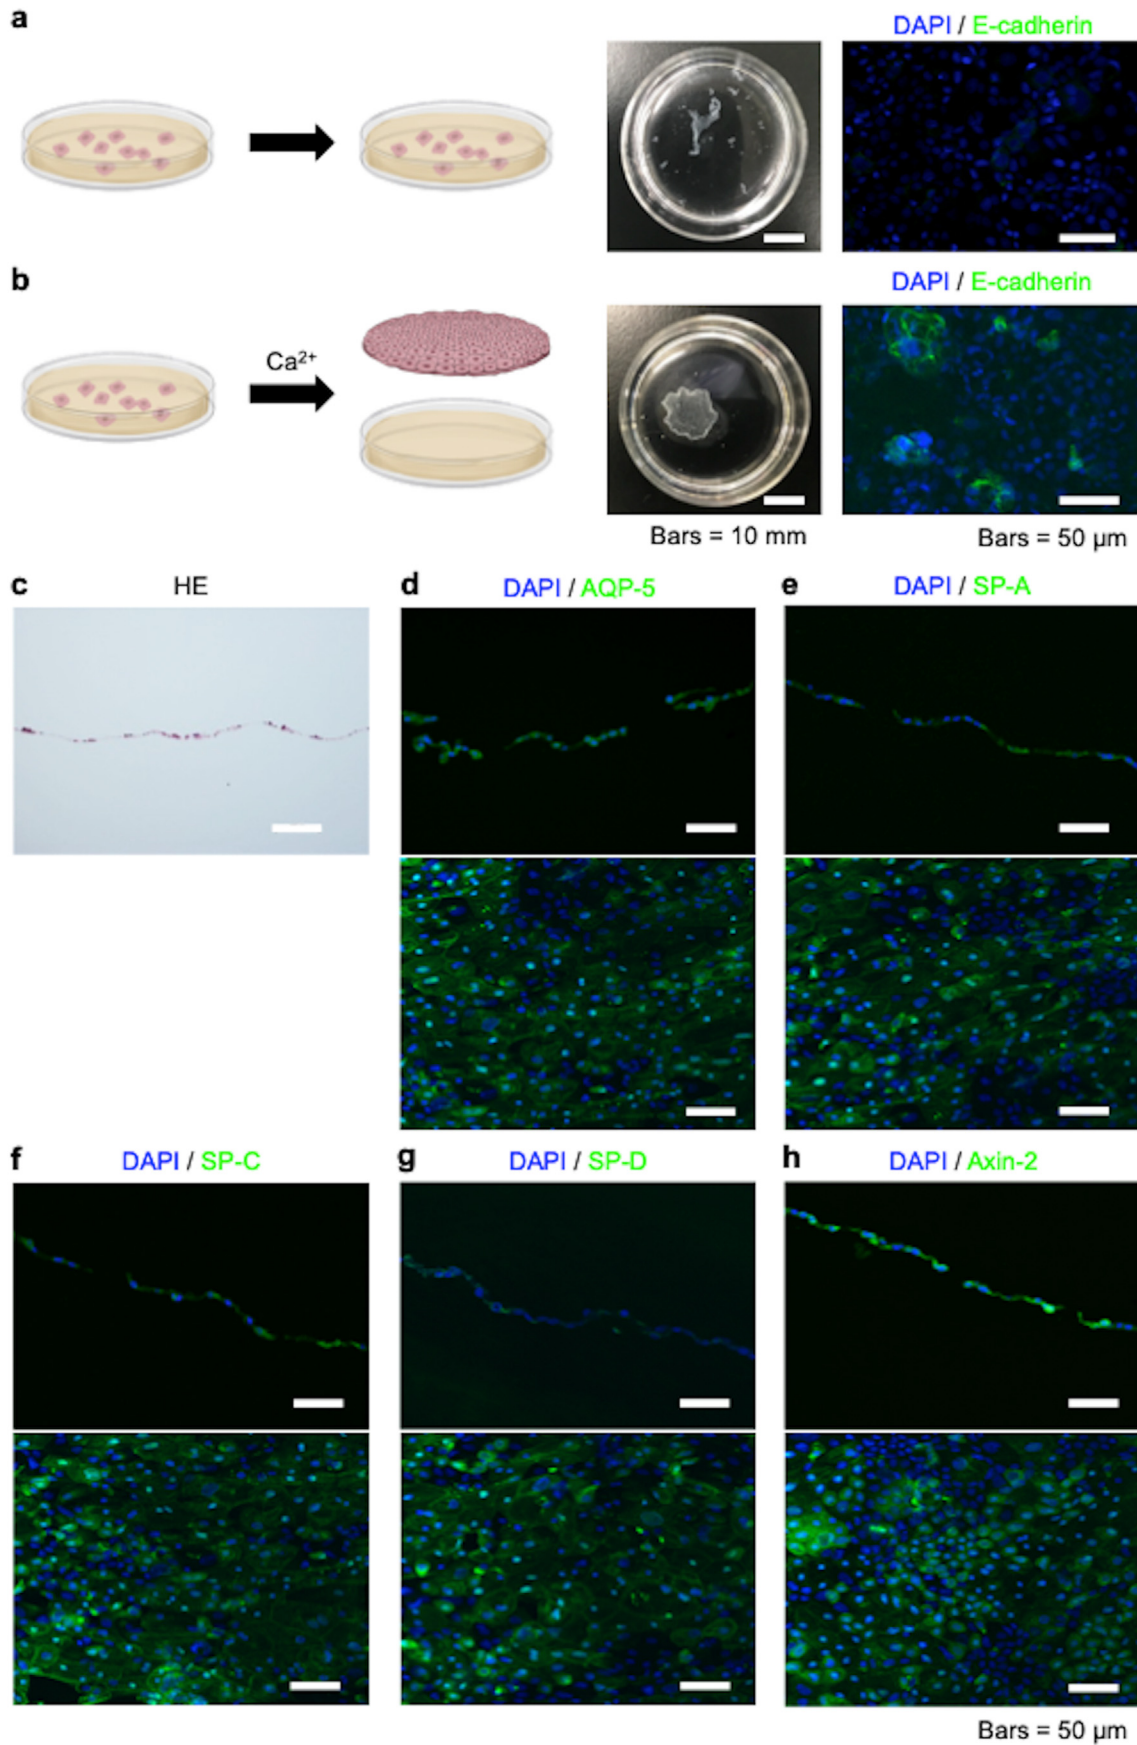 a
DAPI / E-cadherin
b
DAPI / E-cadherin
Ca²⁺
Bars = 10 mm
Bars = 50 μm
c
HE
d
DAPI / AQP-5
e
DAPI / SP-A
f
DAPI / SP-C
g
DAPI / SP-D
h
DAPI / Axin-2
Bars = 50 μm